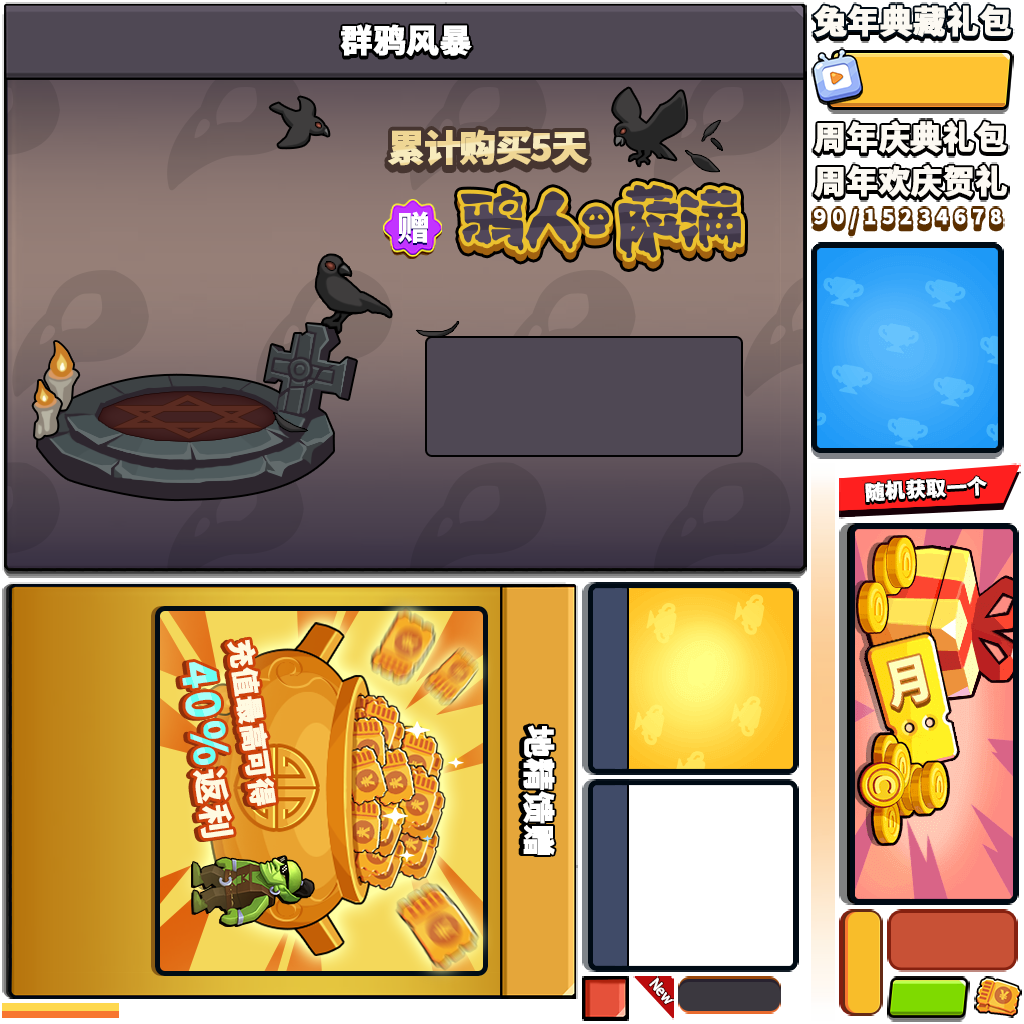 群鸦风暴
累计购买5天
赠
鸦人萨满
兔年典藏礼包
周年庆典礼包
周年欢庆贺礼
90/15234678
随机获取一个
月
地精馈赠
充值最高可得
40%返利
New